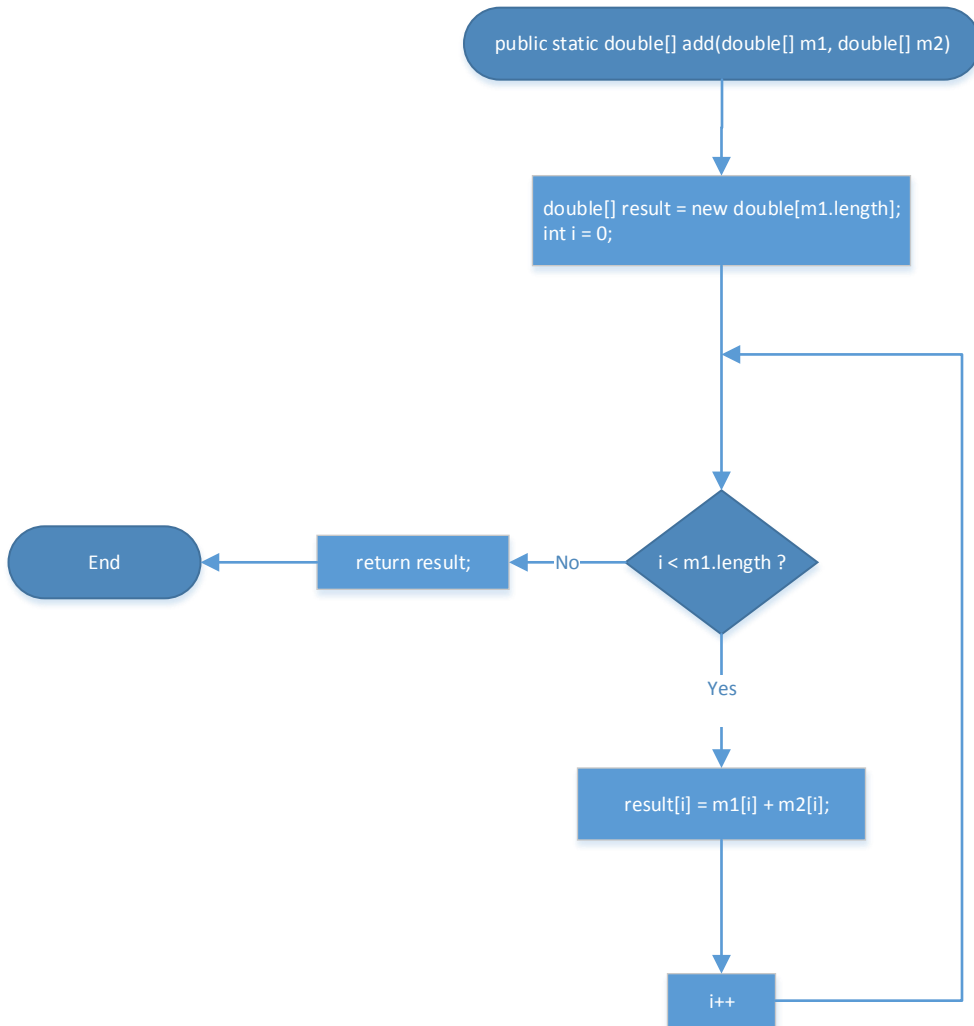 public static double[] add(double[] m1, double[] m2)
double[] result = new double[m1.length];
int i = 0;
i < m1.length ?
No
return result;
End
Yes
result[i] = m1[i] + m2[i];
i++